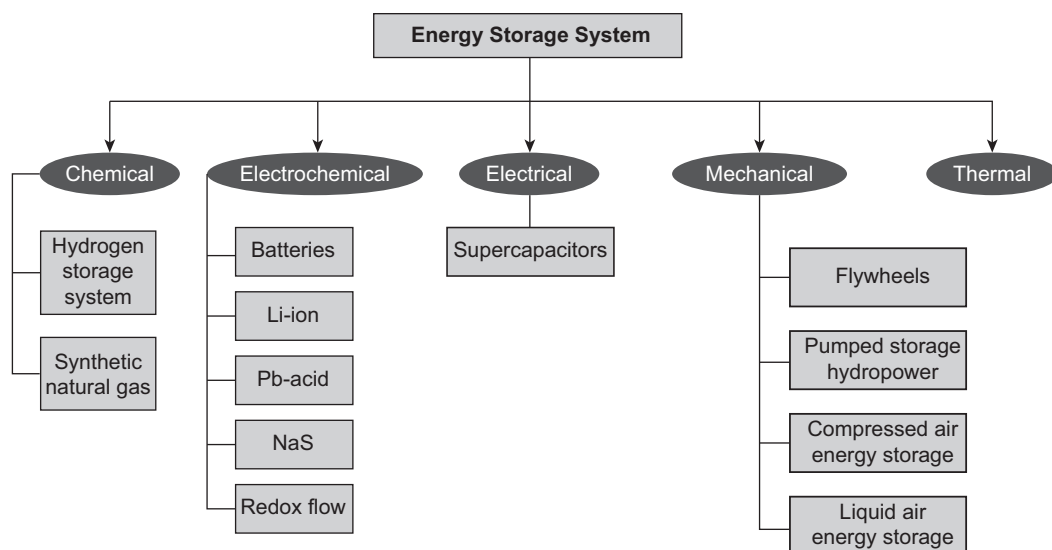 Energy Storage System
Chemical
Electrochemical
Electrical
Mechanical
Thermal
Hydrogen
storage
system
Synthetic
natural gas
Batteries
Li-ion
Pb-acid
NaS
Redox flow
Supercapacitors
Flywheels
Pumped storage
hydropower
Compressed air
energy storage
Liquid air
energy storage